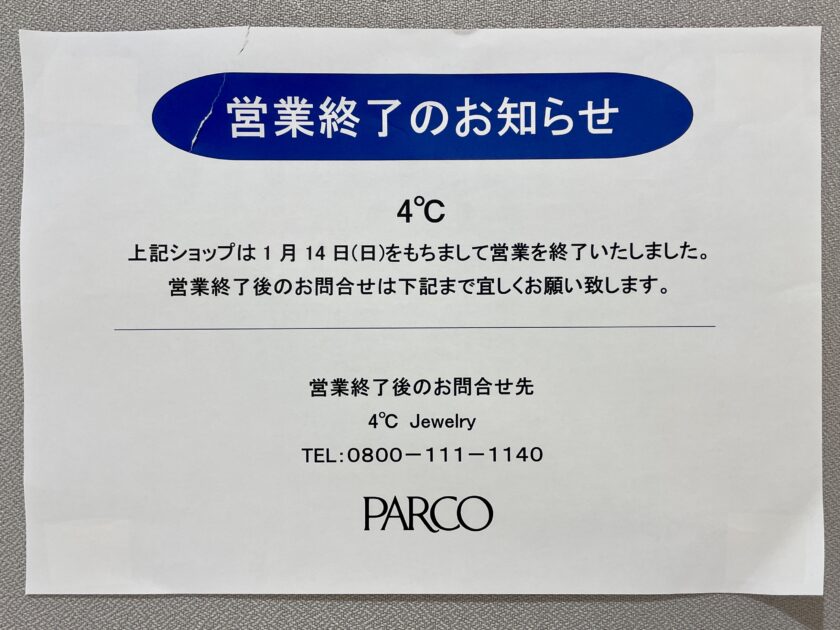 営業終了のお知らせ
4℃
上記ショップは1月14日(日)をもちまして営業を終了いたしました。
営業終了後のお問合せは下記まで宜しくお願い致します。
営業終了後のお問合せ先
4℃ Jewelry
TEL:0800-111-1140
PARCO